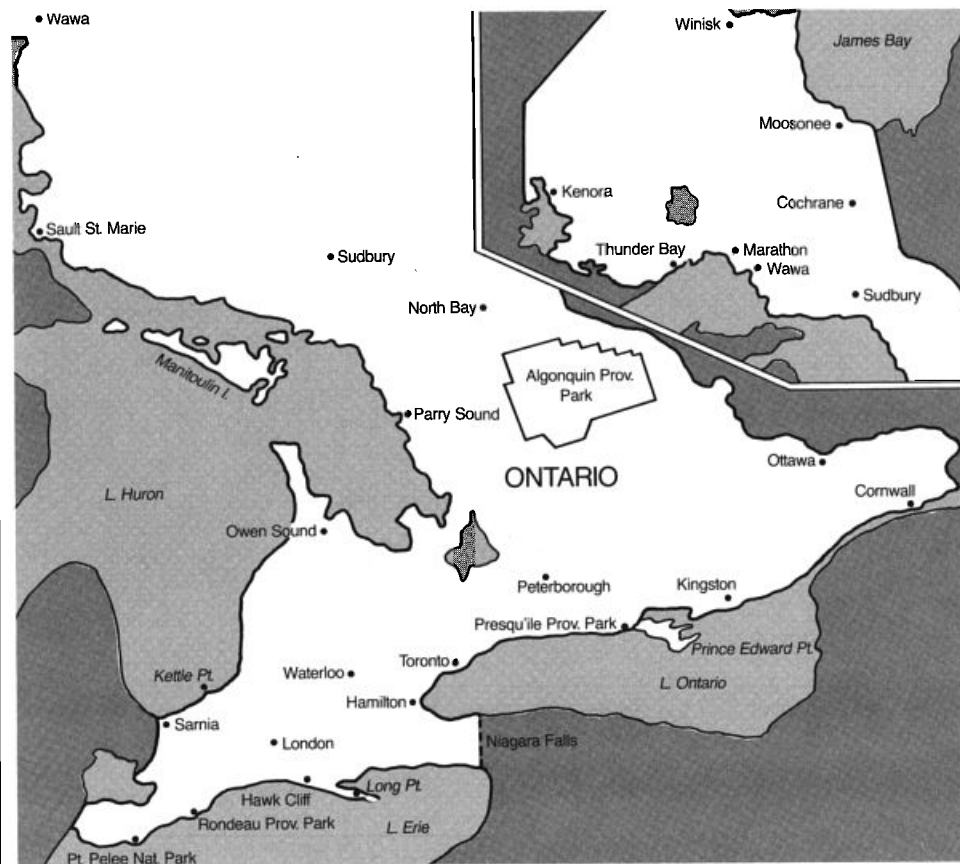 Wawa
Winisk
James Bay
Moosonee
Kenora
Cochrane
Sault St. Marie
Thunder Bay
Marathon
Wawa
Sudbury
Sudbury
North Bay
Algonquin Prov.
Park
Manitoulin I.
Parry Sound
ONTARIO
Ottawa
L. Huron
Cornwall
Owen Sound
Peterborough
Kingston
Presqu'ile Prov. Park
Prince Edward Pt.
Toronto
Waterloo
Kettle Pt.
L. Ontario
Hamilton
Sarnia
London
Niagara Falls
Long Pt.
Hawk Cliff
Rondeau Prov. Park
L. Erie
Pt. Pelee Nat. Park